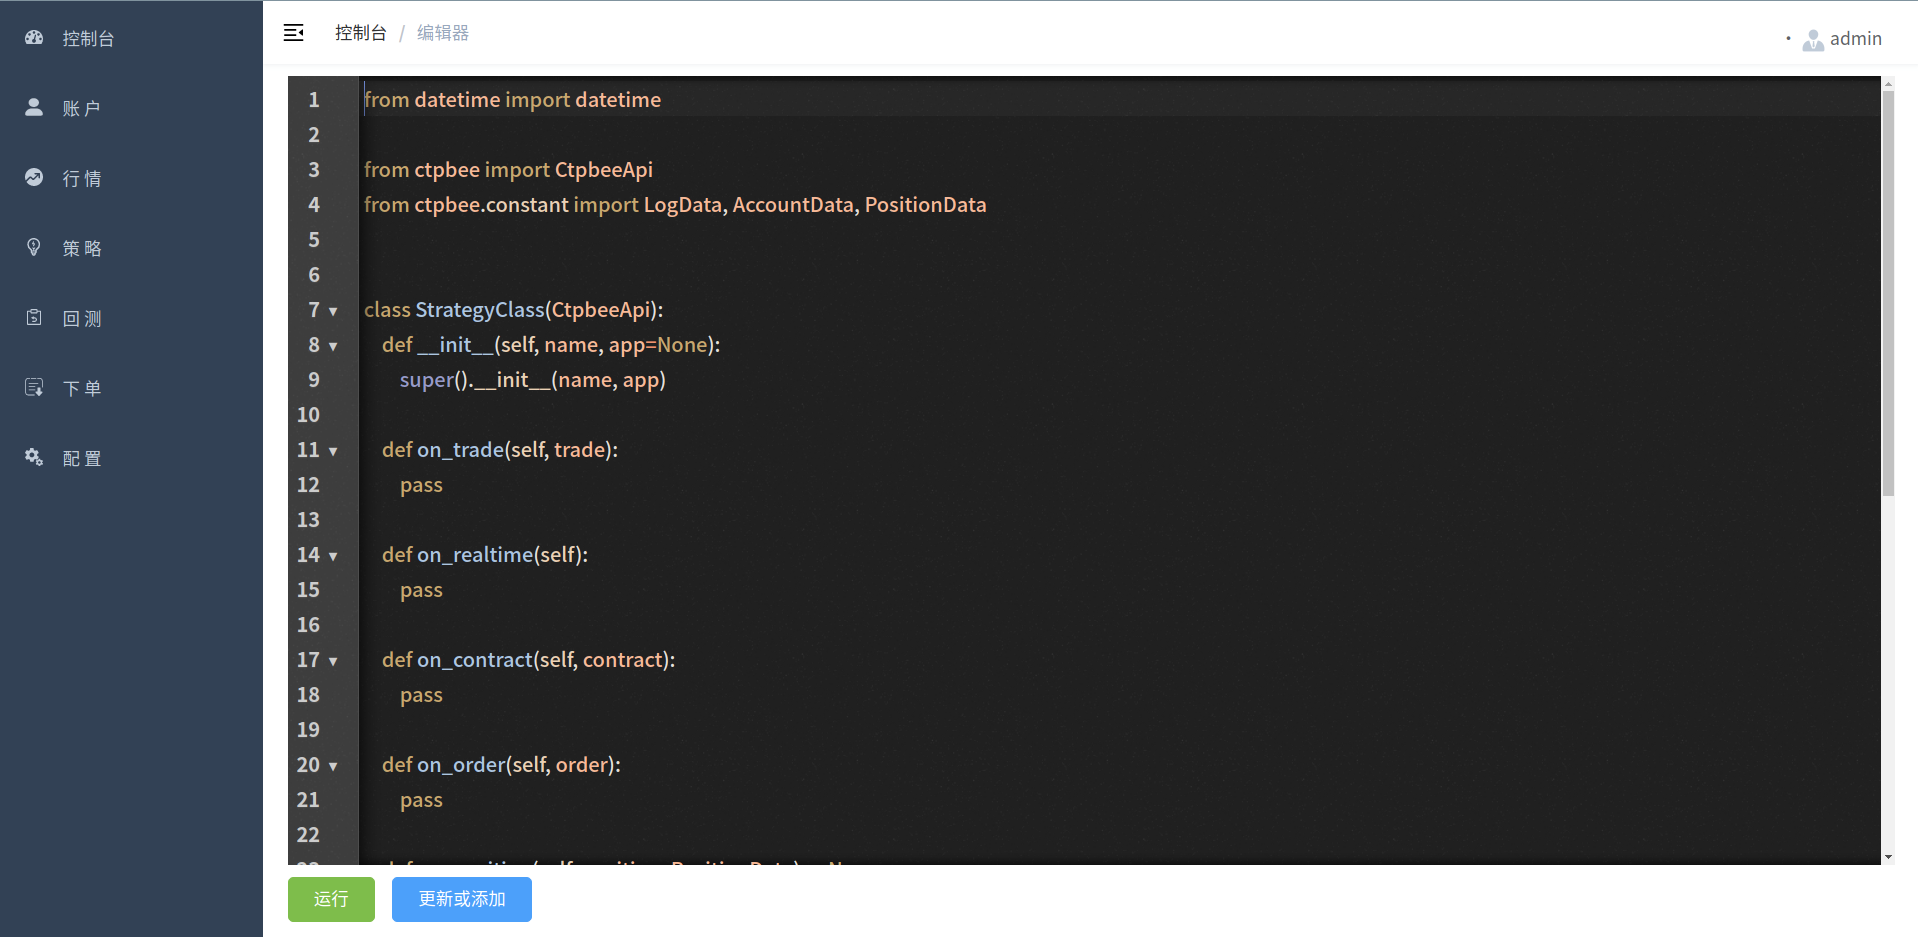 控制台
账户
行情
策略
回测
下单
配置
控制台 / 编辑器
admin
1 from datetime import datetime
2
3 from ctpbee import CtpbeeApi
4 from ctpbee.constant import LogData, AccountData, PositionData
5
6
7 class StrategyClass(CtpbeeApi):
8 def __init__(self, name, app=None):
9 super().__init__(name, app)
10
11 def on_trade(self, trade):
12 pass
13
14 def on_realtime(self):
15 pass
16
17 def on_contract(self, contract):
18 pass
19
20 def on_order(self, order):
21 pass
22
运行 更新或添加